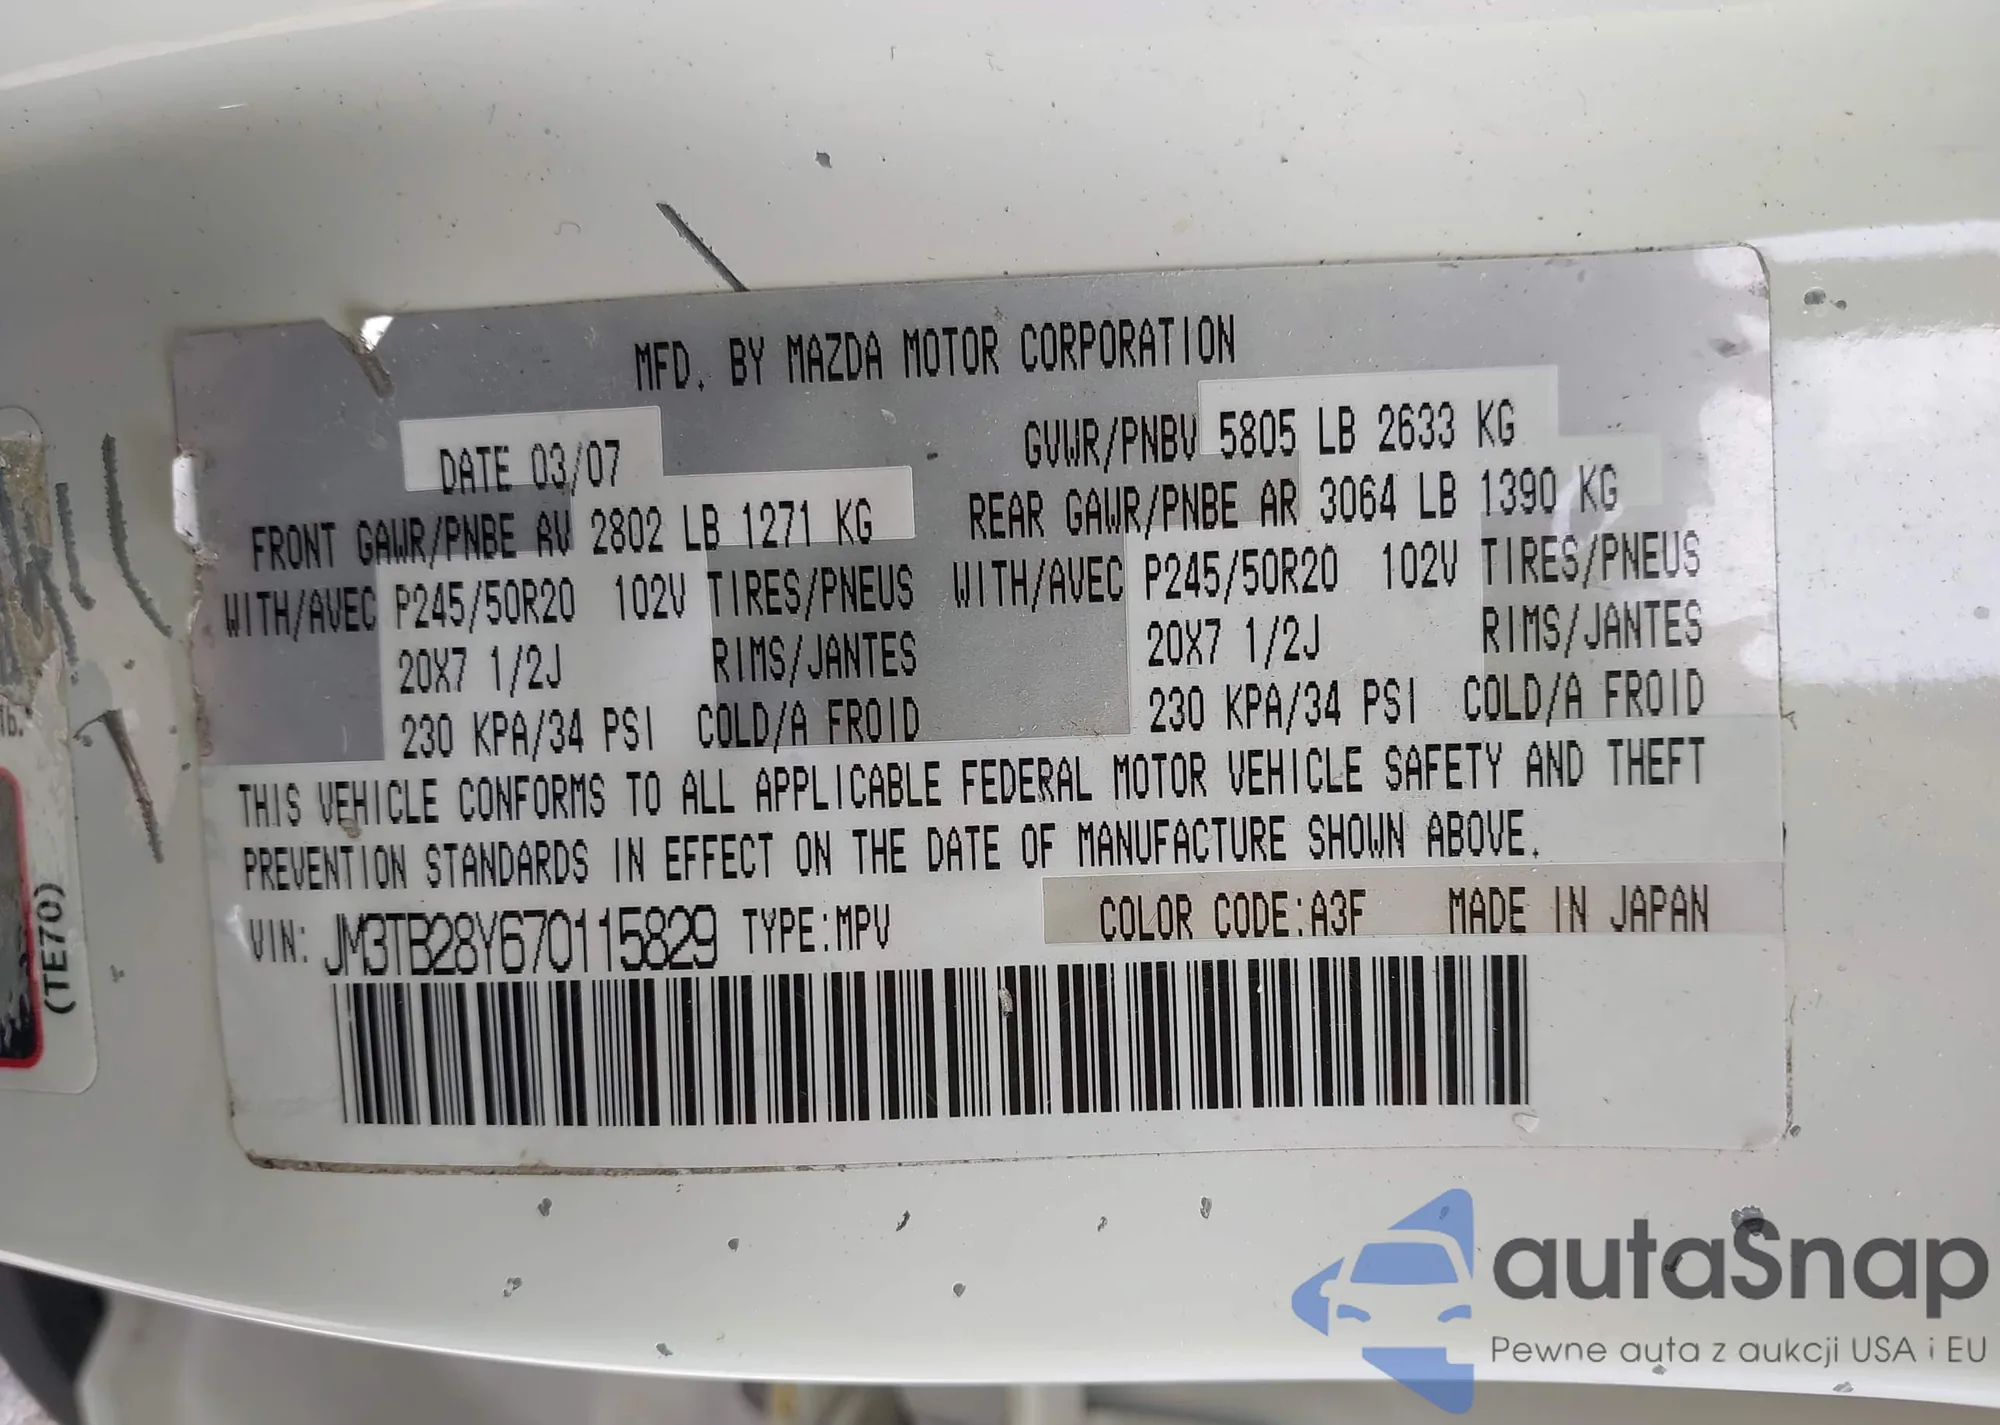 MFD. BY MAZDA MOTOR CORPORATION
DATE 03/07
GVWR/PNBV 5805 LB 2633 KG
FRONT GAWR/PNBE AV 2802 LB 1271 KG
REAR GAWR/PNBE AR 3064 LB 1390 KG
WITH/AVEC P245/50R20 102V TIRES/PNEUS
WITH/AVEC P245/50R20 102V TIRES/PNEUS
20X7 1/2J RIMS/JANTES
20X7 1/2J RIMS/JANTES
230 KPA/34 PSI COLD/A FROID
230 KPA/34 PSI COLD/A FROID
THIS VEHICLE CONFORMS TO ALL APPLICABLE FEDERAL MOTOR VEHICLE SAFETY AND THEFT
PREVENTION STANDARDS IN EFFECT ON THE DATE OF MANUFACTURE SHOWN ABOVE.
VIN: JM3TB28Y670115829 TYPE:MPV COLOR CODE:A3F MADE IN JAPAN
(TE70)
autaSnap
Pewne auta z aukcji USA i EU